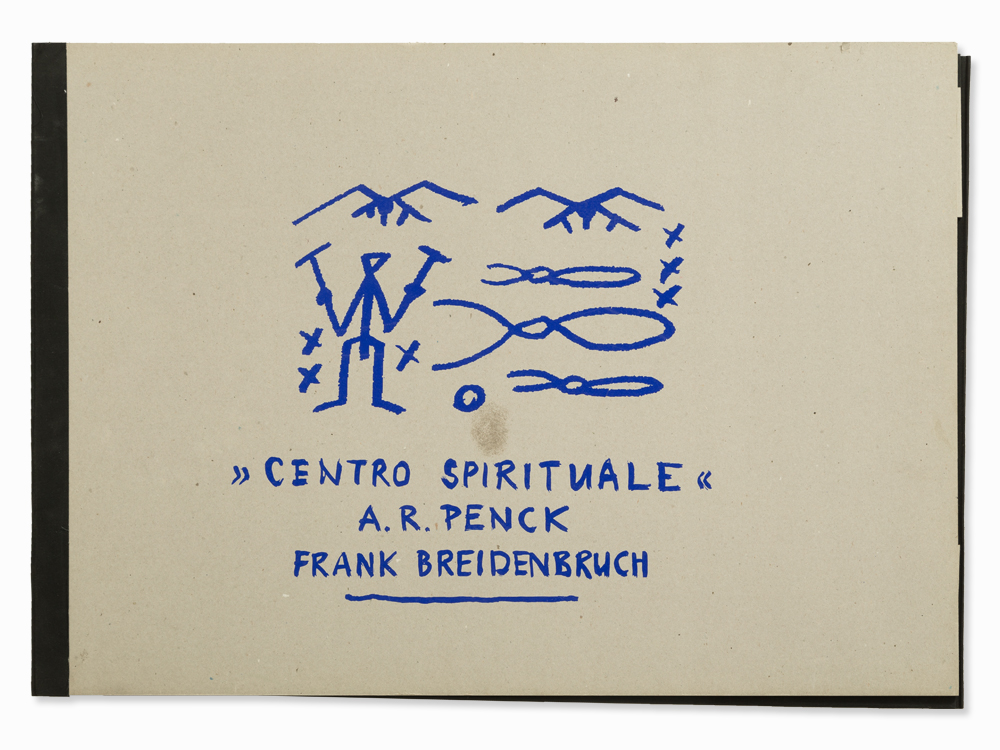 »CENTRO SPIRITUALE«
A.R. PENCK
FRANK BREIDENBRUCH